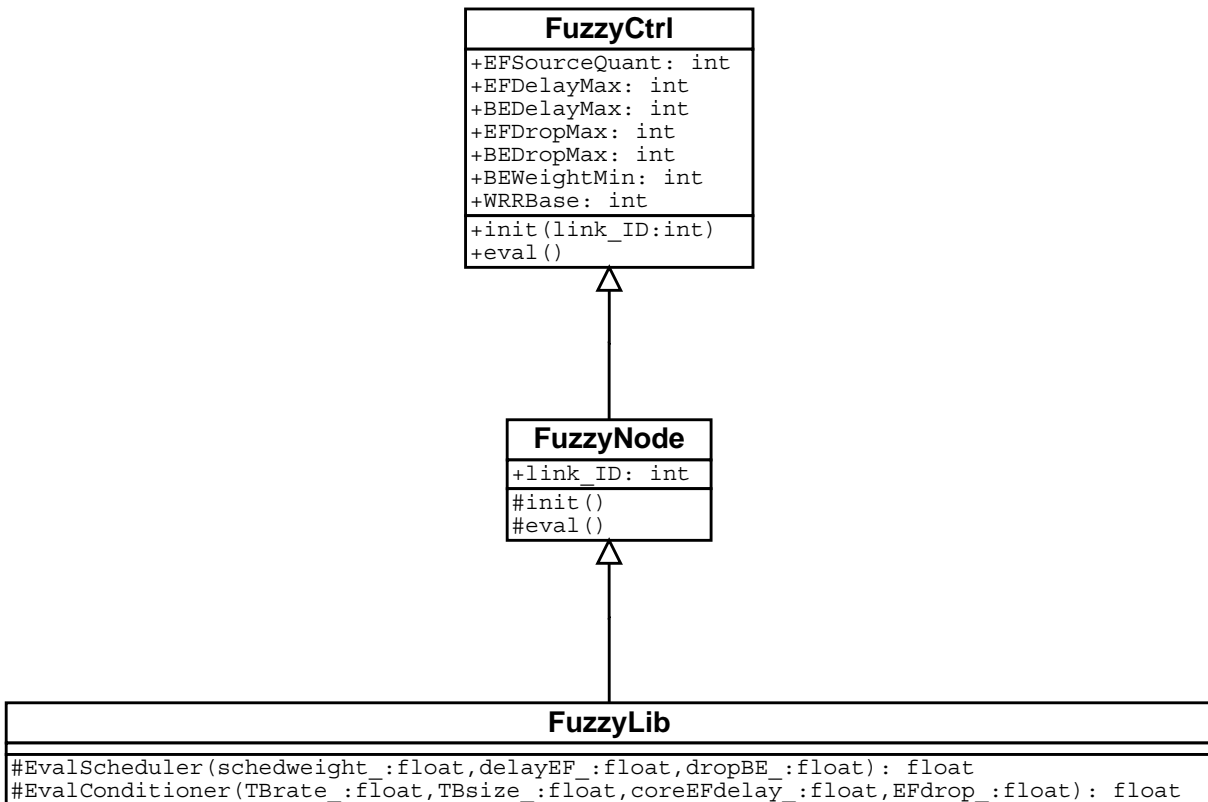 FuzzyCtrl
+EFSourceQuant: int
+EFDelayMax: int
+BEDelayMax: int
+EFDropMax: int
+BEDropMax: int
+BEWeightMin: int
+WRRBase: int
+init(link_ID:int)
+eval()
FuzzyNode
+link_ID: int
#init()
#eval()
FuzzyLib
#EvalScheduler(schedweight_:float,delayEF_:float,dropBE_:float): float
#EvalConditioner(TBrate_:float,TBsize_:float,coreEFdelay_:float,EFdrop_:float): float